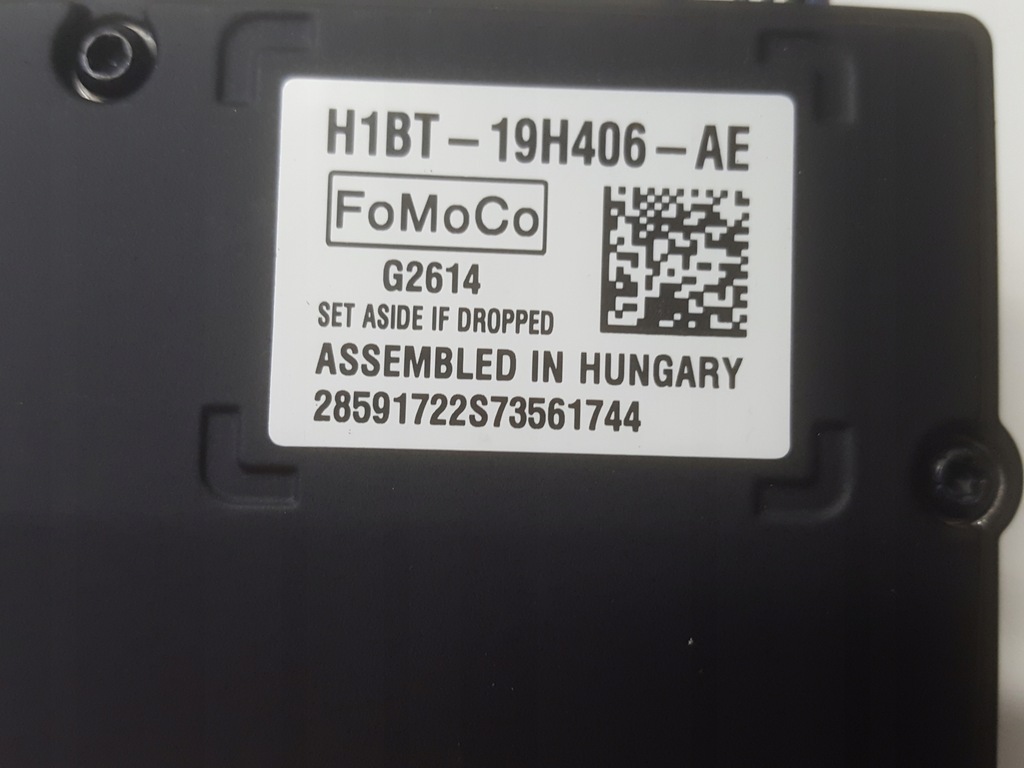 H1BT-19H406-AE
FoMoCo
G2614
SET ASIDE IF DROPPED
ASSEMBLED IN HUNGARY
28591722S73561744